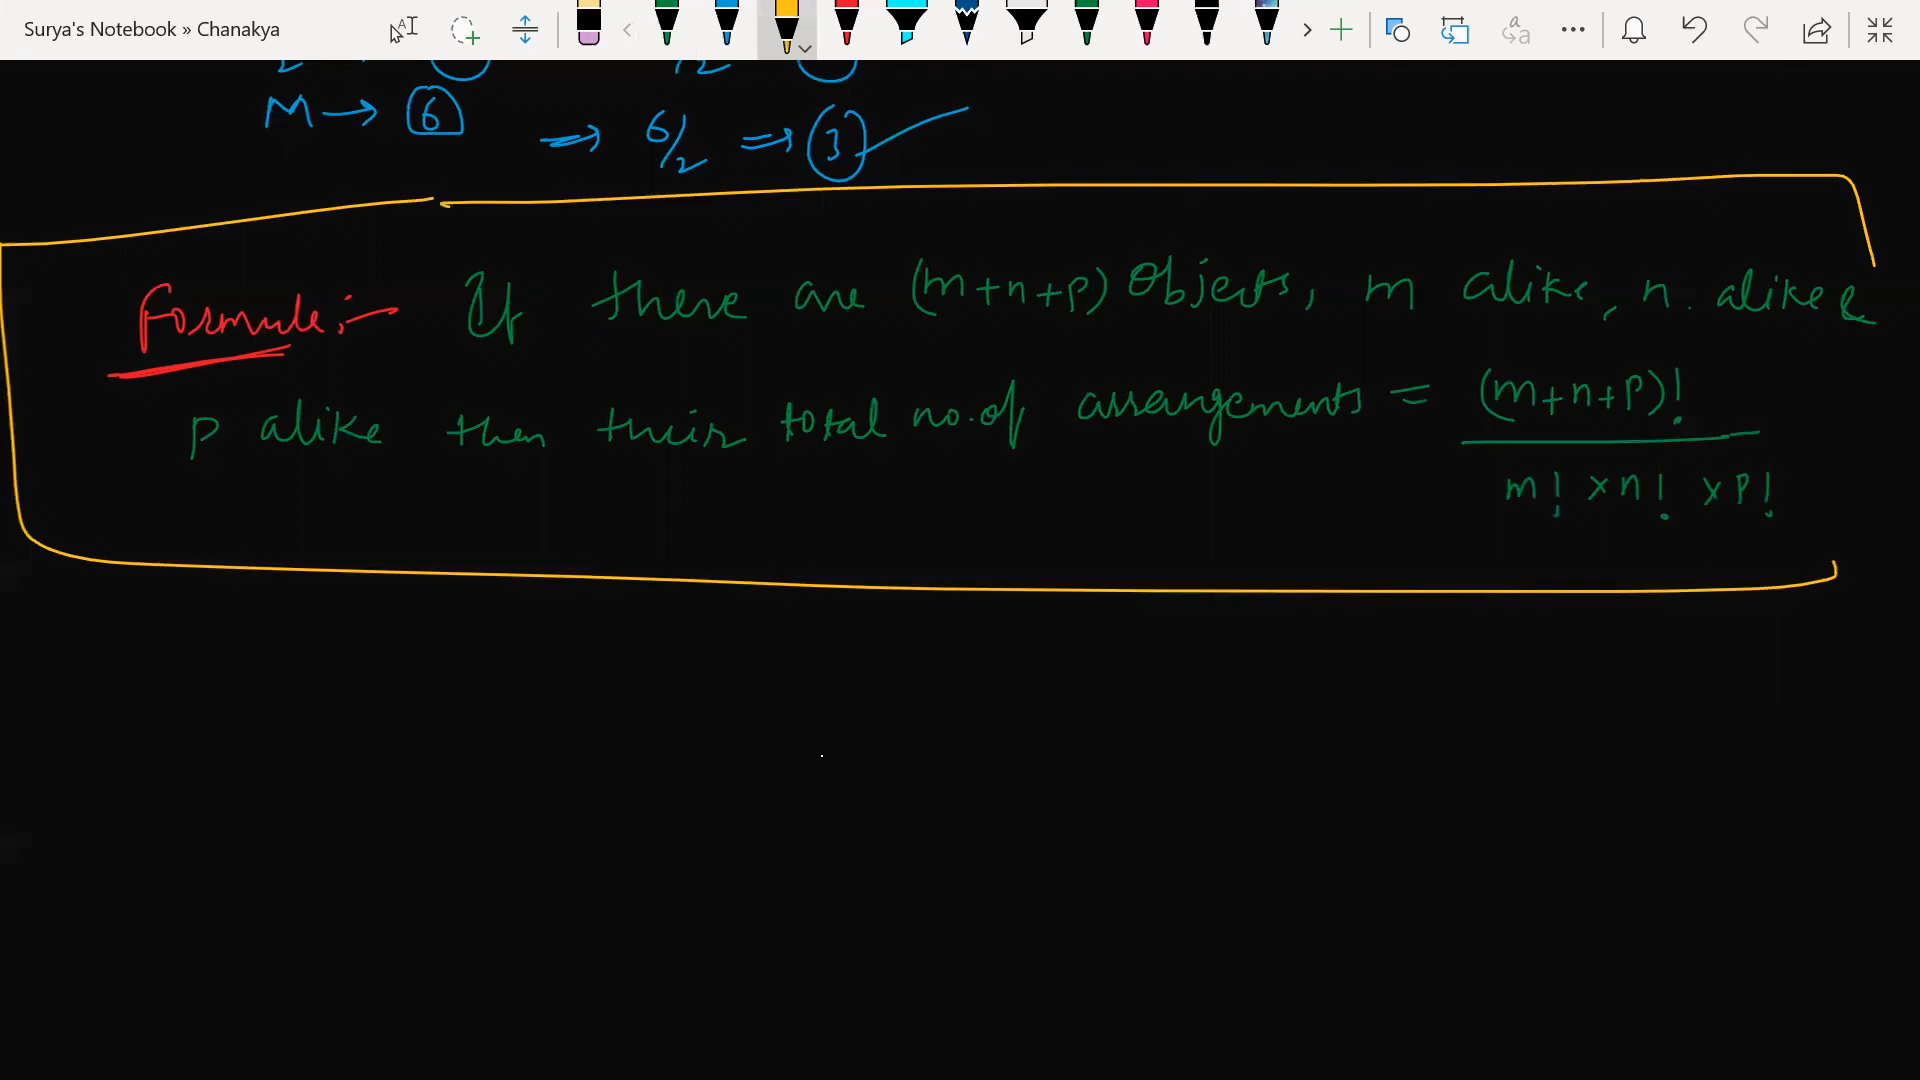 Surya's Notebook » Chanakya
M → 6
⇒ 6/2 ⇒ 3
Formule :- If there are (m+n+p) Objects, m alike, n. alike &
p alike then their total no. of arrangements = (m+n+p)!
m! × n! × p!